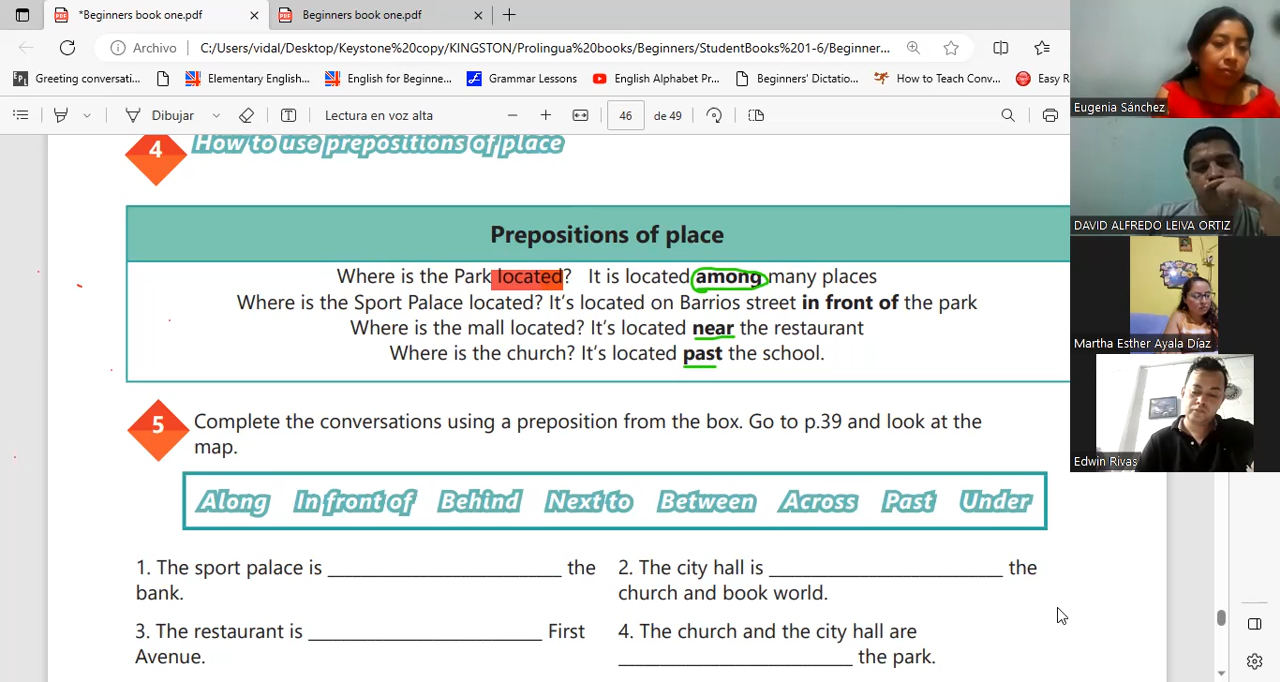 *Beginners book one.pdf
Beginners book one.pdf
Archivo
C:/Users/vidal/Desktop/Keystone%20copy/KINGSTON/Prolingua%20books/Beginners/StudentBooks%201-6/Beginner...
Greeting conversati...
Elementary English...
English for Beginne...
Grammar Lessons
English Alphabet Pr...
Beginners' Dictatio...
How to Teach Conv...
Easy R
Dibujar
Lectura en voz alta
46
de 49
4
How to use prepositions of place
Prepositions of place
Where is the Park located? It is located among many places
Where is the Sport Palace located? It's located on Barrios street in front of the park
Where is the mall located? It's located near the restaurant
Where is the church? It's located past the school.
5
Complete the conversations using a preposition from the box. Go to p.39 and look at the
map.
Along In front of Behind Next to Between Across Past Under
1. The sport palace is ________________________ the
bank.
2. The city hall is ________________________ the
church and book world.
3. The restaurant is ________________________ First
Avenue.
4. The church and the city hall are
________________________ the park.
Eugenia Sánchez
DAVID ALFREDO LEIVA ORTIZ
Martha Esther Ayala Díaz
Edwin Rivas